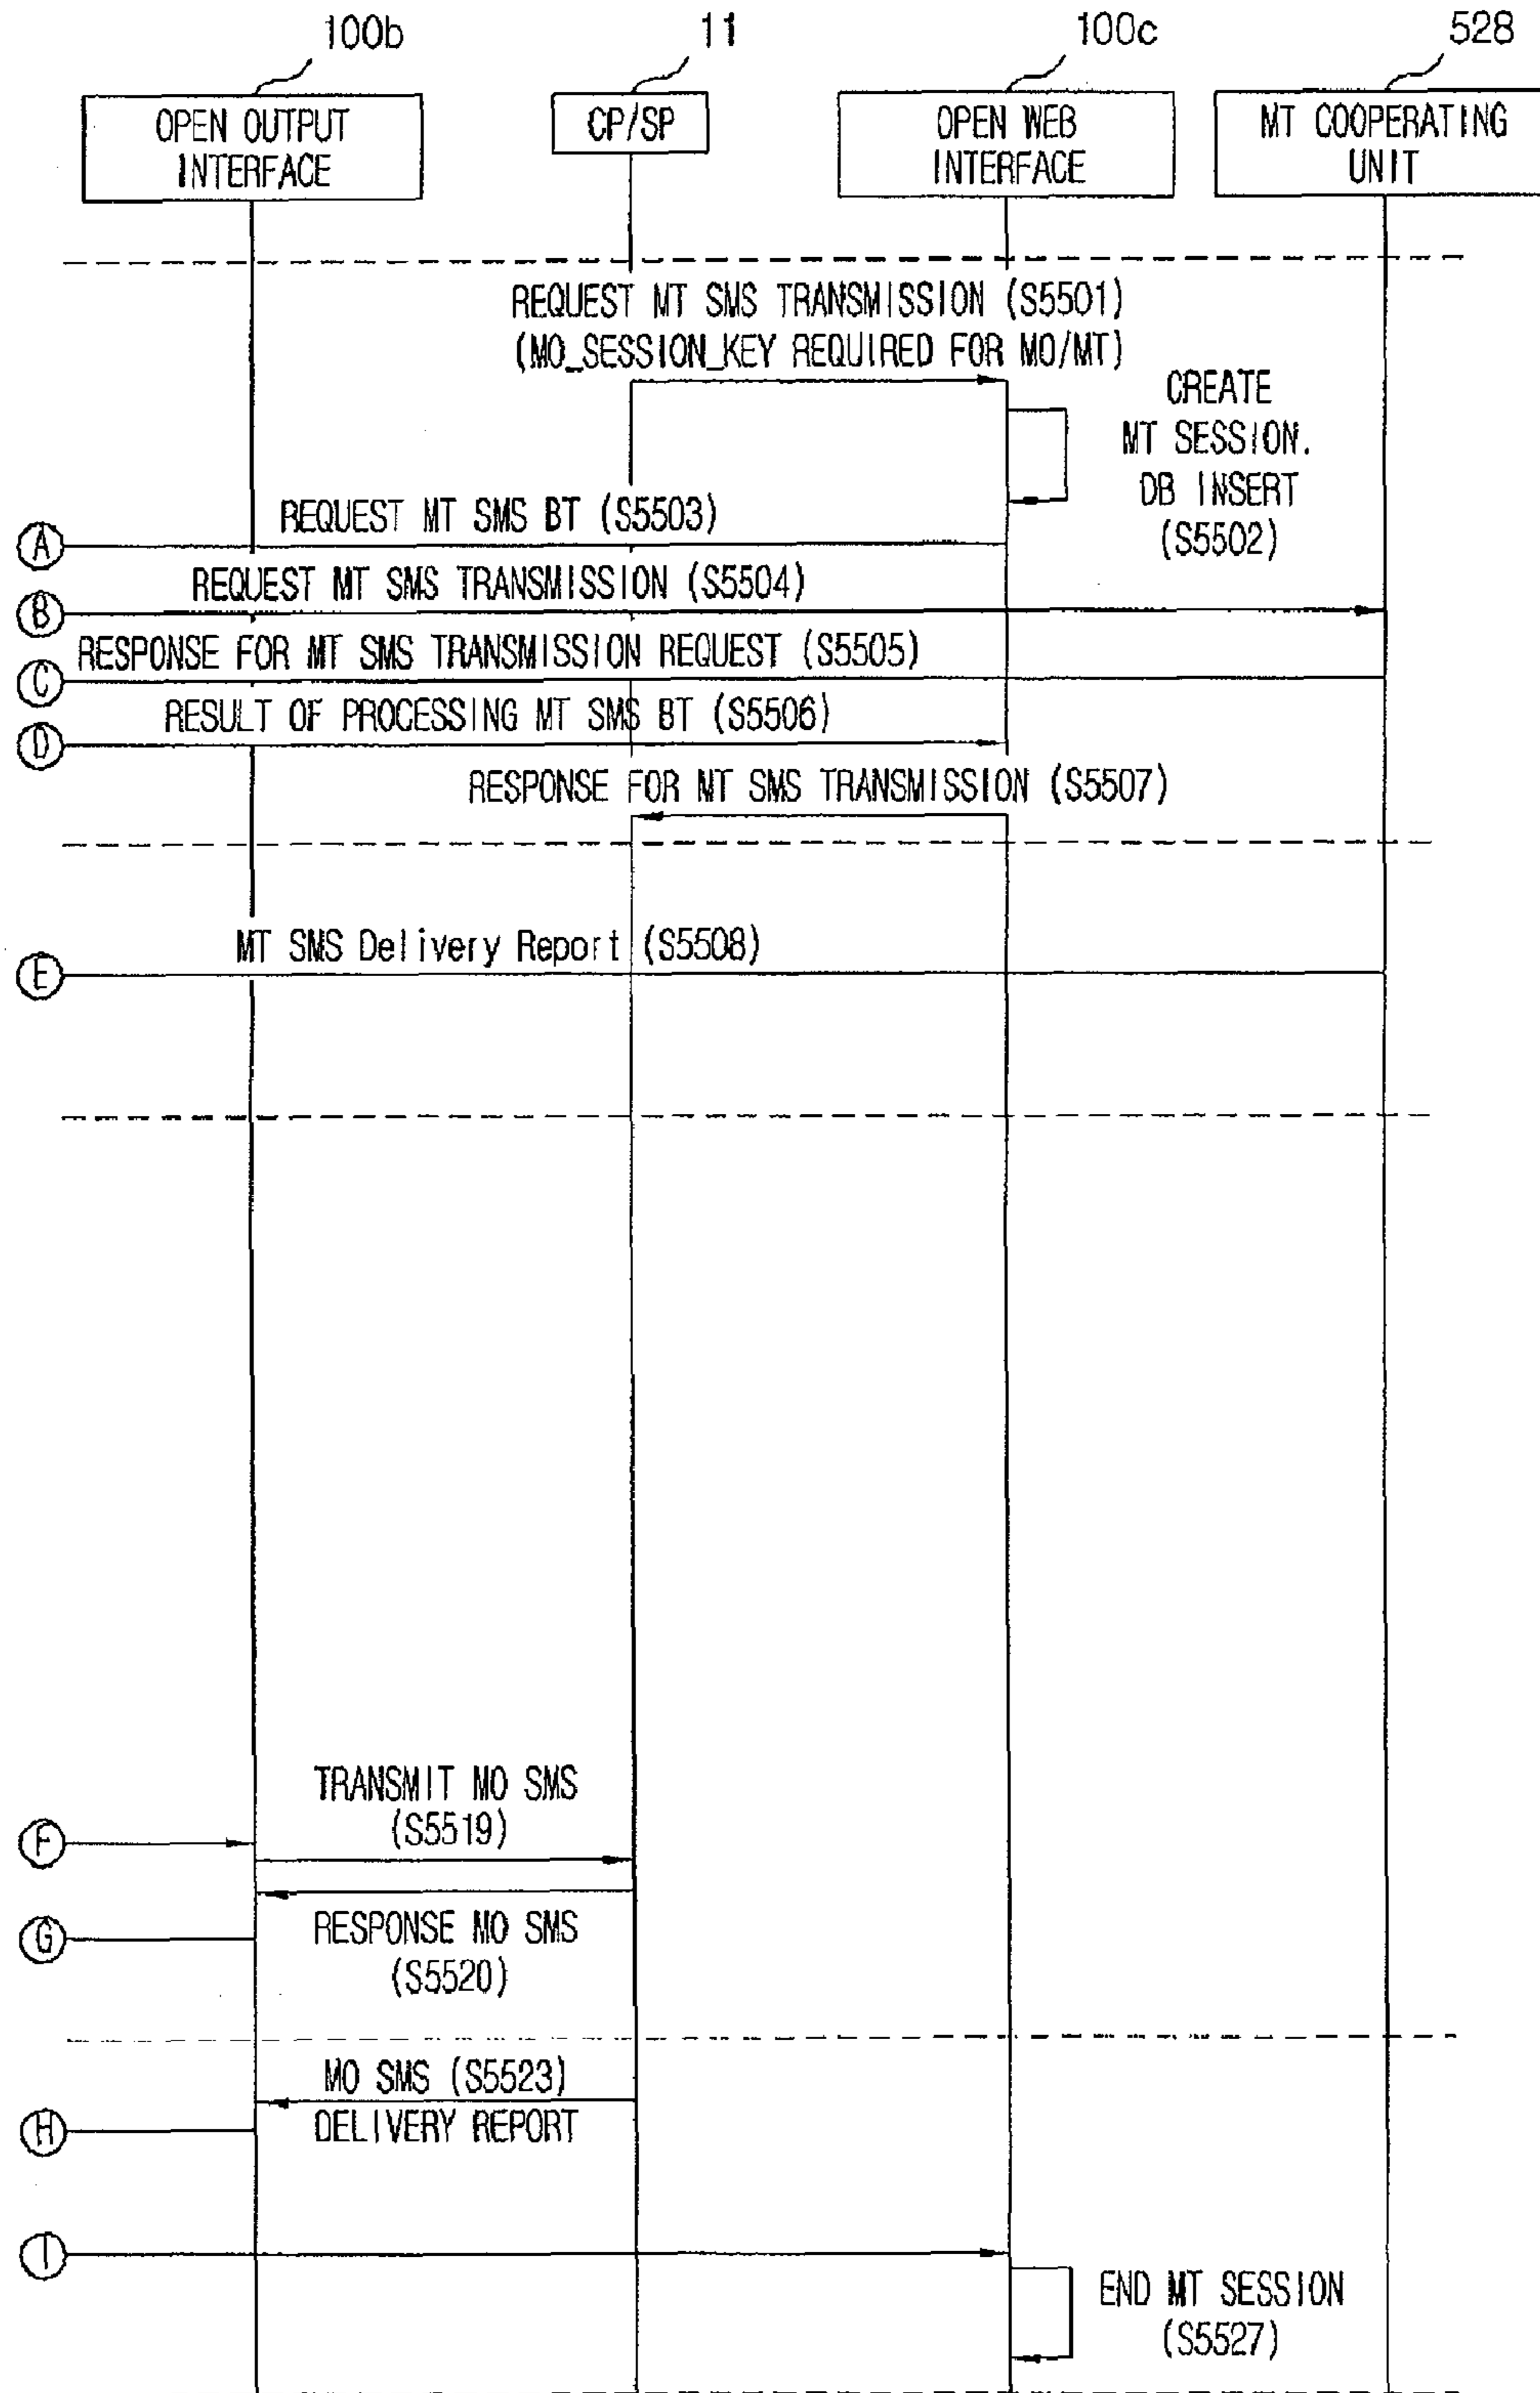 100b
11
100c
528
OPEN OUTPUT
INTERFACE
CP/SP
OPEN WEB
INTERFACE
MT COOPERATING
UNIT
REQUEST MT SMS TRANSMISSION (S5501)
(MO_SESSION_KEY REQUIRED FOR MO/MT)
CREATE
MT SESSION.
DB INSERT
(S5502)
REQUEST MT SMS BT (S5503)
A
REQUEST MT SMS TRANSMISSION (S5504)
B
RESPONSE FOR MT SMS TRANSMISSION REQUEST (S5505)
C
RESULT OF PROCESSING MT SMS BT (S5506)
D
RESPONSE FOR MT SMS TRANSMISSION (S5507)
MT SMS Delivery Report (S5508)
E
TRANSMIT MO SMS
(S5519)
F
RESPONSE MO SMS
(S5520)
G
MO SMS (S5523)
DELIVERY REPORT
H
I
END MT SESSION
(S5527)